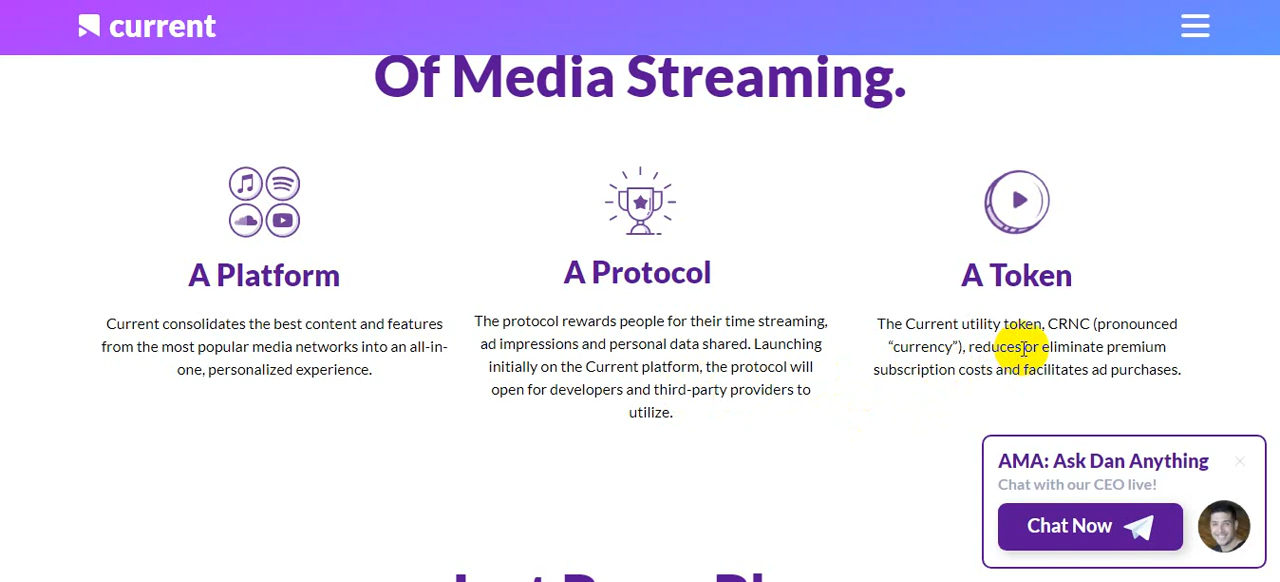 current
Of Media Streaming.
A Platform
Current consolidates the best content and features
from the most popular media networks into an all-in-
one, personalized experience.
A Protocol
The protocol rewards people for their time streaming,
ad impressions and personal data shared. Launching
initially on the Current platform, the protocol will
open for developers and third-party providers to
utilize.
A Token
The Current utility token, CRNC (pronounced
“currency”), reduces or eliminate premium
subscription costs and facilitates ad purchases.
AMA: Ask Dan Anything
Chat with our CEO live!
Chat Now